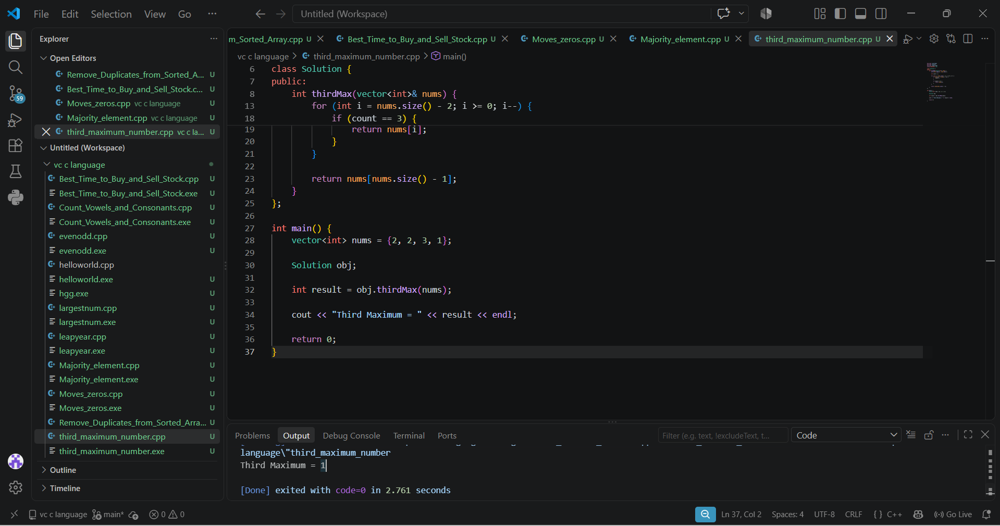 File Edit Selection View Go ···
Untitled (Workspace)
Explorer
Open Editors
Remove_Duplicates_from_Sorted_A... U
Best_Time_to_Buy_and_Sell_Stock.c... U
Moves_zeros.cpp vc c language U
Majority_element.cpp vc c language U
third_maximum_number.cpp vc c la... U
Untitled (Workspace)
vc c language
Best_Time_to_Buy_and_Sell_Stock.cpp U
Best_Time_to_Buy_and_Sell_Stock.exe U
Count_Vowels_and_Consonants.cpp U
Count_Vowels_and_Consonants.exe U
evenodd.cpp U
evenodd.exe U
helloworld.cpp
helloworld.exe U
hgg.exe U
largestnum.cpp U
largestnum.exe U
leapyear.cpp U
leapyear.exe U
Majority_element.cpp U
Majority_element.exe U
Moves_zeros.cpp U
Moves_zeros.exe U
Remove_Duplicates_from_Sorted_Arra... U
third_maximum_number.cpp U
third_maximum_number.exe U
Outline
Timeline
59
m_Sorted_Array.cpp U Best_Time_to_Buy_and_Sell_Stock.cpp U Moves_zeros.cpp U Majority_element.cpp U third_maximum_number.cpp U
vc c language > third_maximum_number.cpp > main()
6 class Solution {
7 public:
8 int thirdMax(vector<int>& nums) {
13 for (int i = nums.size() - 2; i >= 0; i--) {
18 if (count == 3) {
19 return nums[i];
20 }
21 }
22
23 return nums[nums.size() - 1];
24 }
25 };
26
27 int main() {
28 vector<int> nums = {2, 2, 3, 1};
29
30 Solution obj;
31
32 int result = obj.thirdMax(nums);
33
34 cout << "Third Maximum = " << result << endl;
35
36 return 0;
37 }
Problems Output Debug Console Terminal Ports
Filter (e.g. text, !excludeText, t...
Code
language\"third_maximum_number
Third Maximum = 1
[Done] exited with code=0 in 2.761 seconds
vc c language main* 0 0
Ln 37, Col 2 Spaces: 4 UTF-8 CRLF {} C++ Go Live